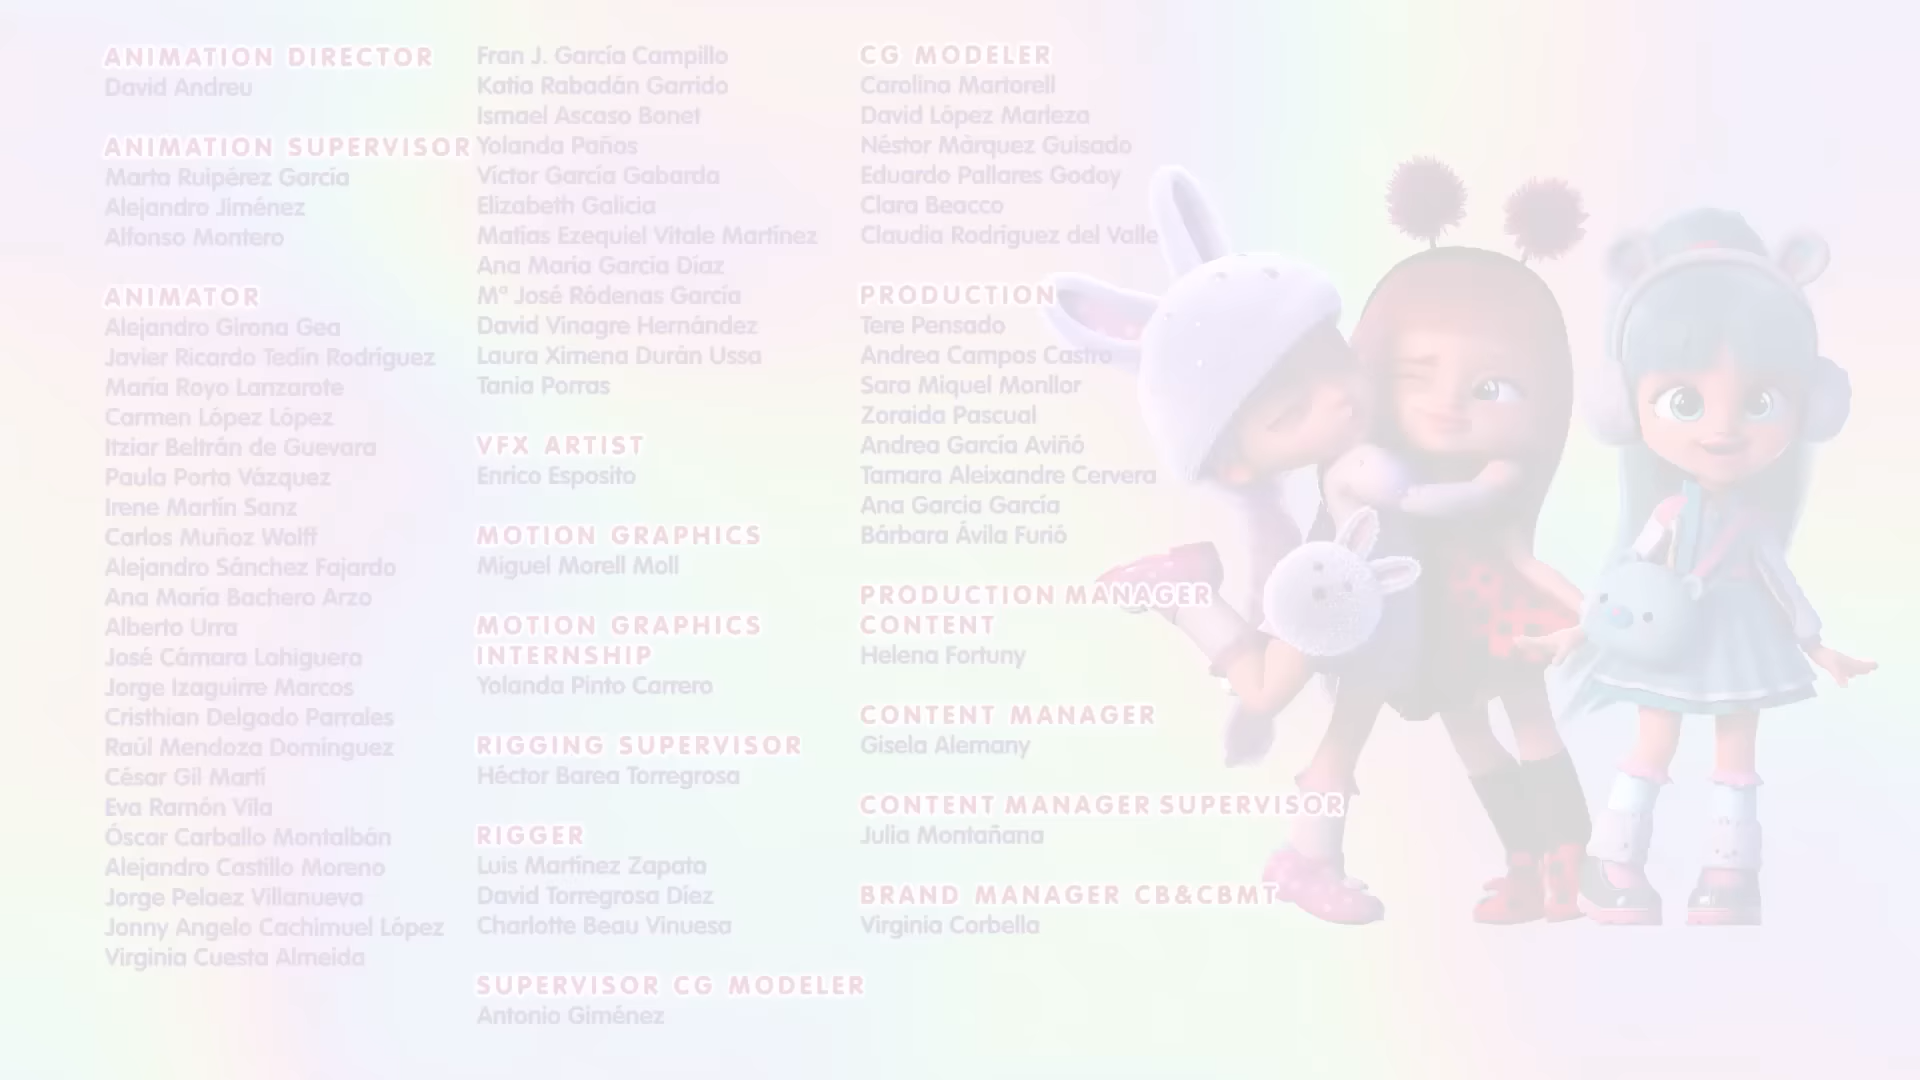 ANIMATION DIRECTOR
David Andreu
ANIMATION SUPERVISOR
Marta Ruipérez García
Alejandro Jiménez
Alfonso Montero
ANIMATOR
Alejandro Girona Gea
Javier Ricardo Tedín Rodríguez
María Royo Lanzarote
Carmen López López
Itziar Beltrán de Guevara
Paula Porta Vázquez
Irene Martín Sanz
Carlos Muñoz Wolff
Alejandro Sánchez Fajardo
Ana María Bachero Arzo
Alberto Urra
José Cámara Lahiguera
Jorge Izaguirre Marcos
Cristhian Delgado Parrales
Raúl Mendoza Domínguez
César Gil Martí
Eva Ramón Vila
Óscar Carballo Montalbán
Alejandro Castillo Moreno
Jorge Pelaez Villanueva
Jonny Angelo Cachimuel López
Virginia Cuesta Almeida
Fran J. García Campillo
Katia Rabadán Garrido
Ismael Ascaso Bonet
Yolanda Paños
Víctor García Gabarda
Elizabeth Galicia
Matías Ezequiel Vitale Martínez
Ana Maria Garcia Díaz
Mª José Ródenas García
David Vinagre Hernández
Laura Ximena Durán Ussa
Tania Porras
VFX ARTIST
Enrico Esposito
MOTION GRAPHICS
Miguel Morell Moll
MOTION GRAPHICS
INTERNSHIP
Yolanda Pinto Carrero
RIGGING SUPERVISOR
Héctor Barea Torregrosa
RIGGER
Luis Martínez Zapata
David Torregrosa Díez
Charlotte Beau Vinuesa
SUPERVISOR CG MODELER
Antonio Giménez
CG MODELER
Carolina Martorell
David López Marleza
Néstor Màrquez Guisado
Eduardo Pallares Godoy
Clara Beacco
Claudia Rodríguez del Valle
PRODUCTION
Tere Pensado
Andrea Campos Castro
Sara Miquel Monllor
Zoraida Pascual
Andrea García Aviñó
Tamara Aleixandre Cervera
Ana Garcia García
Bárbara Ávila Furió
PRODUCTION MANAGER
CONTENT
Helena Fortuny
CONTENT MANAGER
Gisela Alemany
CONTENT MANAGER SUPERVISOR
Julia Montañana
BRAND MANAGER CB&CBMT
Virginia Corbella